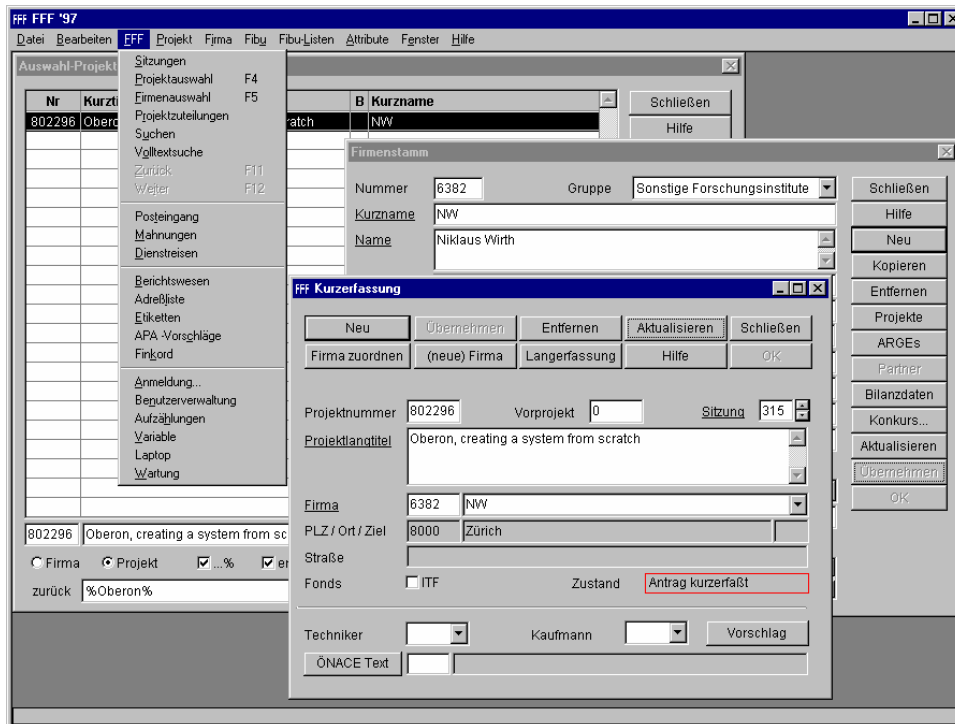 FFF FFF '97
Datei Bearbeiten FFF Projekt Firma Fibu Fibu-Listen Attribute Fenster Hilfe
Auswahl-Projekt
Nr Kurzti B Kurzname
802296 Obero ratch NW
Schließen
Hilfe
Sitzungen
Projektauswahl F4
Firmenauswahl F5
Projektzuteilungen
Suchen
Volltextsuche
Zurück F11
Weiter F12
Posteingang
Mahnungen
Dienstreisen
Berichtswesen
Adreßliste
Etiketten
APA -Vorschläge
Finkord
Anmeldung...
Benutzerverwaltung
Aufzählungen
Variable
Laptop
Wartung
802296 Oberon, creating a system from sc
Firma Projekt ...% er
zurück %Oberon%
Firmenstamm
Nummer 6382 Gruppe Sonstige Forschungsinstitute
Kurzname NW
Name Niklaus Wirth
Schließen
Hilfe
Neu
Kopieren
Entfernen
Projekte
ARGEs
Partner
Bilanzdaten
Konkurs...
Aktualisieren
Übernehmen
OK
FFF Kurzerfassung
Neu Übernehmen Entfernen Aktualisieren Schließen
Firma zuordnen (neue) Firma Langerfassung Hilfe OK
Projektnummer 802296 Vorprojekt 0 Sitzung 315
Projektlangtitel Oberon, creating a system from scratch
Firma 6382 NW
PLZ / Ort / Ziel 8000 Zürich
Straße
Fonds ITF Zustand Antrag kurzerfaßt
Techniker Kaufmann Vorschlag
ÖNACE Text